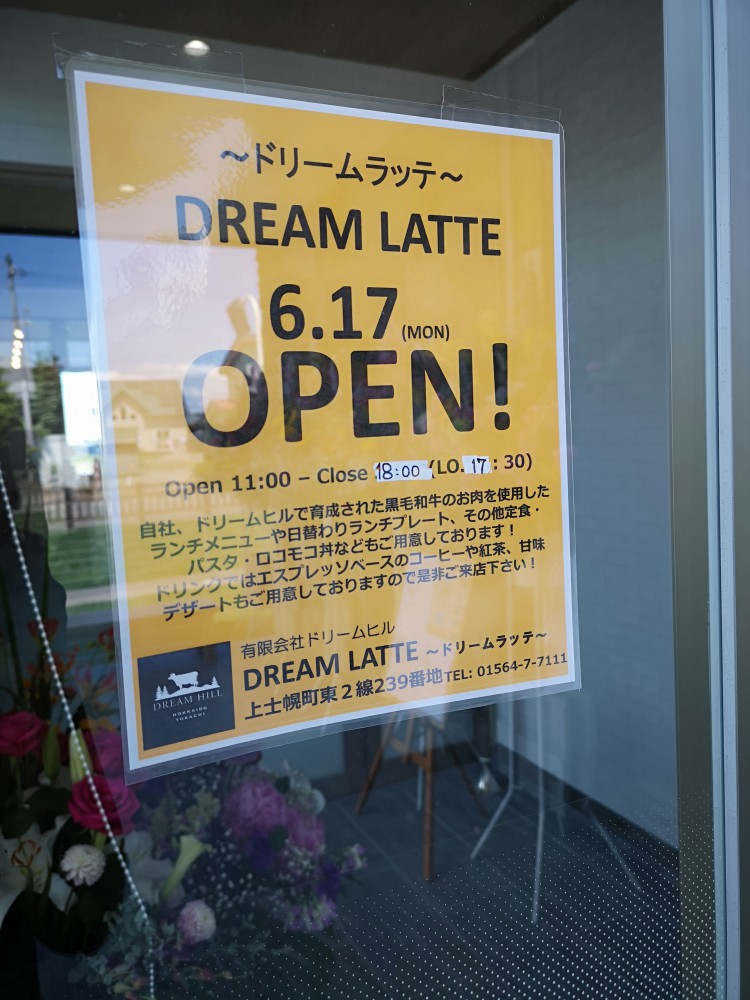 ～ドリームラッテ～
DREAM LATTE
6.17(MON)
OPEN!
Open 11:00 – Close 18:00 (LO. 17 : 30)
自社、ドリームヒルで育成された黒毛和牛のお肉を使用した
ランチメニューや日替わりランチプレート、その他定食・
パスタ・ロコモコ丼などもご用意しております！
ドリンクではエスプレッソベースのコーヒーや紅茶、甘味
デザートもご用意しておりますので是非ご来店下さい！
有限会社ドリームヒル
DREAM LATTE ～ドリームラッテ～
上士幌町東２線239番地 TEL: 01564-7-7111
DREAM HILL
HOKKAIDO
TOKACHI